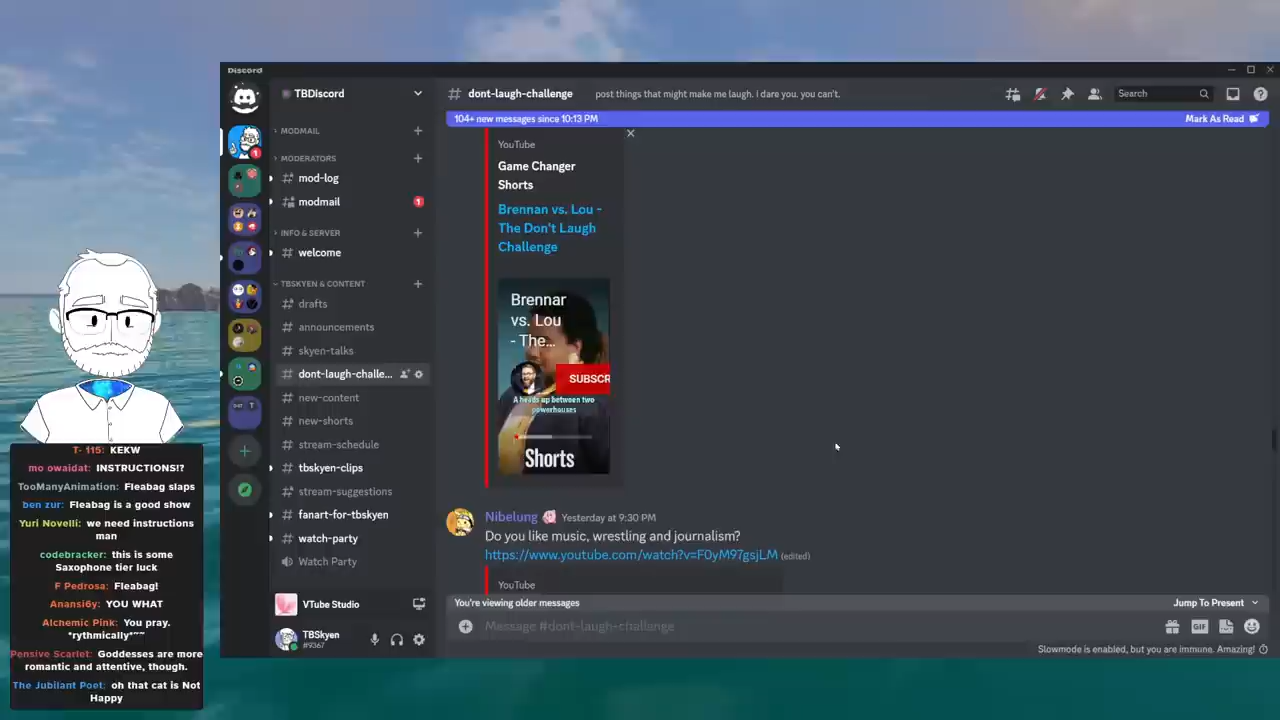 Discord
TBDiscord
MODMAIL
MODERATORS
mod-log
modmail
1
INFO & SERVER
welcome
TBSKYEN & CONTENT
drafts
announcements
skyen-talks
dont-laugh-challe...
new-content
new-shorts
stream-schedule
tbskyen-clips
stream-suggestions
fanart-for-tbskyen
watch-party
Watch Party
VTube Studio
TBSkyen
#9367
1
dont-laugh-challenge
post things that might make me laugh. I dare you. you can't.
Search
104+ new messages since 10:13 PM
Mark As Read
YouTube
Game Changer
Shorts
Brennan vs. Lou -
The Don't Laugh
Challenge
Brennar
vs. Lou
- The...
SUBSCR
A heads up between two
powerhouses
Shorts
Nibelung
Yesterday at 9:30 PM
Do you like music, wrestling and journalism?
https://www.youtube.com/watch?v=F0yM97gsjLM (edited)
YouTube
You're viewing older messages
Jump To Present
Message #dont-laugh-challenge
GIF
Slowmode is enabled, but you are immune. Amazing!
T- 115: KEKW
mo owaidat: INSTRUCTIONS!?
TooManyAnimation: Fleabag slaps
ben zur: Fleabag is a good show
Yuri Novelli: we need instructions
man
codebracker: this is some
Saxophone tier luck
F Pedrosa: Fleabag!
Anansi6y: YOU WHAT
Alchemic Pink: You pray.
*rythmically*~~
Pensive Scarlet: Goddesses are more
romantic and attentive, though.
The Jubilant Poet: oh that cat is Not
Happy